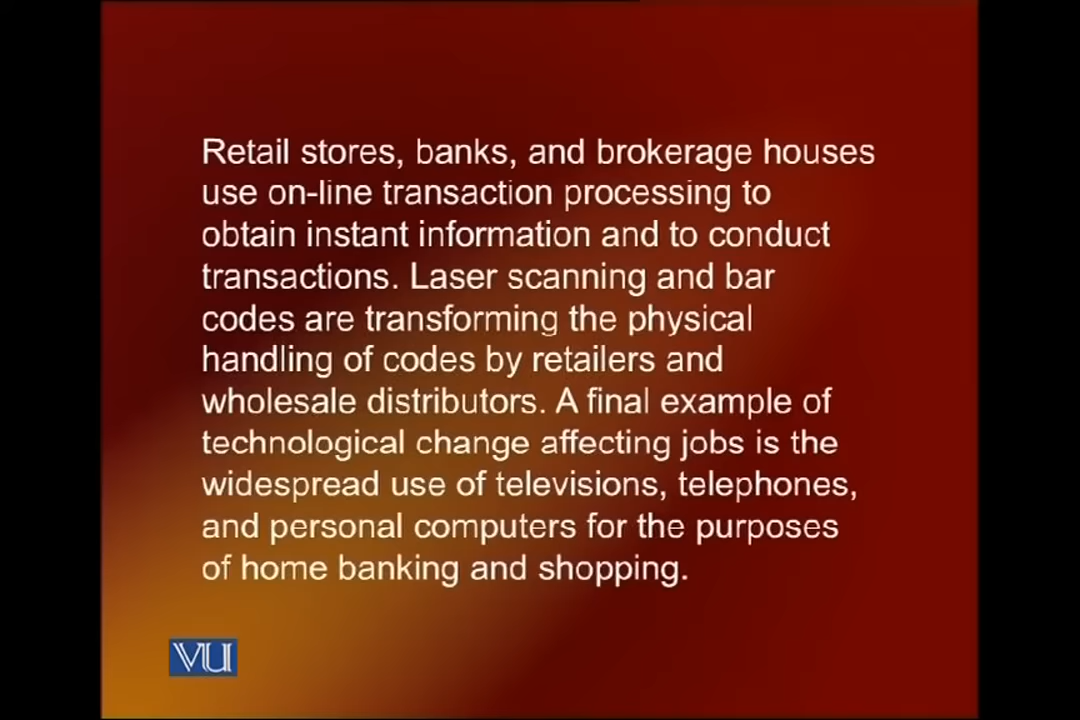 Retail stores, banks, and brokerage houses
use on-line transaction processing to
obtain instant information and to conduct
transactions. Laser scanning and bar
codes are transforming the physical
handling of codes by retailers and
wholesale distributors. A final example of
technological change affecting jobs is the
widespread use of televisions, telephones,
and personal computers for the purposes
of home banking and shopping.
VU